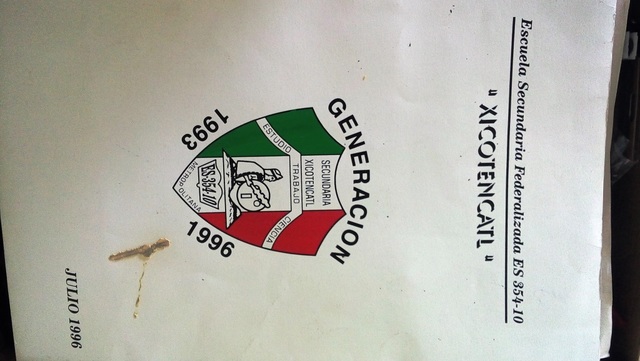 Escuela Secundaria Federalizada ES 354-10
" XICOTENCATL "
GENERACION
SECUNDARIA
XICOTENCATL
ESTUDIO
TRABAJO
CIENCIA
ES-354-10
METROPOLITANA
1993
1996
JULIO 1996